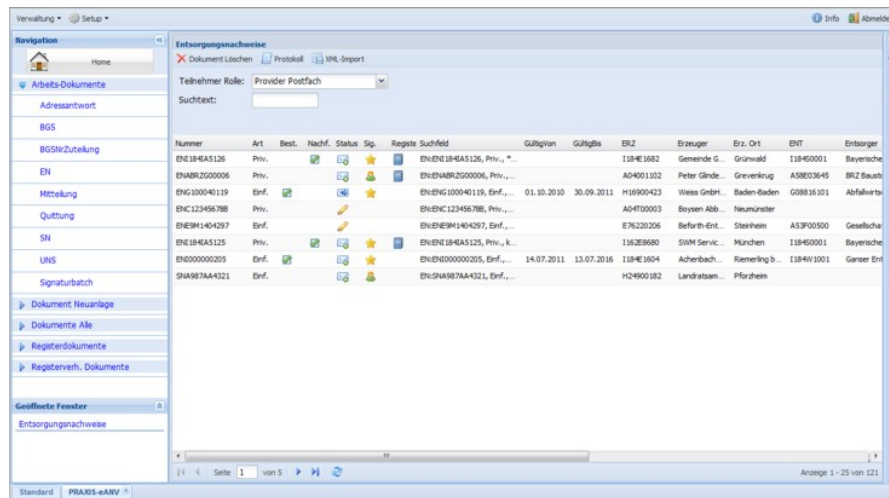 Verwaltung Setup Info Abmelde
Navigation
Home
Arbeits-Dokumente
Adressantwort
BGS
BGSNrZuteilung
EN
Mitteilung
Quittung
SN
UNS
Signaturbatch
Dokument Neuanlage
Dokumente Alle
Registerdokumente
Registerverh. Dokumente
Geöffnete Fenster
Entsorgungsnachweise
Entsorgungsnachweise
Dokument Löschen Protokoll XML-Import
Teilnehmer Rolle: Provider Postfach
Suchtext:
Nummer Art Best. Nachf. Status Sig. Registe Suchfeld GültigVon GültigBis ERZ Erzeuger Erz. Ort ENT Entsorger
ENI184IA5126 Priv. EN:ENI184IA5126, Priv., *... I184E1682 Gemeinde G... Grünwald I18450001 Bayerische
ENABRZG00006 Priv. EN:ENABRZG00006, Priv.,... A04001102 Peter Glinde... Grevenkrug A58E03645 BRZ Baust
ENG100040119 Einf. EN:ENG100040119, Einf.,... 01.10.2010 30.09.2011 H16900423 Weiss GmbH... Baden-Baden G08816101 Abfallwirts
ENC12345678B Priv. EN:ENC12345678B, Priv.,... A04T00003 Boysen Abb... Neumünster
ENE9M1404297 Einf. EN:ENE9M1404297, Einf.,... E76220206 Beforth-Ent... Steinheim A53F00500 Gesellscha
ENI184IA5125 Priv. EN:ENI184IA5125, Priv., k... I162E8680 SWM Servic... München I18450001 Bayerische
ENI000000205 Einf. EN:ENI000000205, Einf.,... 14.07.2011 13.07.2016 I184E1604 Achenbach... Riemerling b... I184W1001 Ganser Ent
SNA987AA4321 Einf. EN:SNA987AA4321, Einf.,... H24900182 Landratsam... Pforzheim
Seite 1 von 5 Anzeige 1 - 25 von 121
Standard PRAXIS-eANV